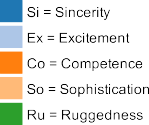 Si = Sincerity
Ex = Excitement
Co = Competence
So = Sophistication
Ru = Ruggedness